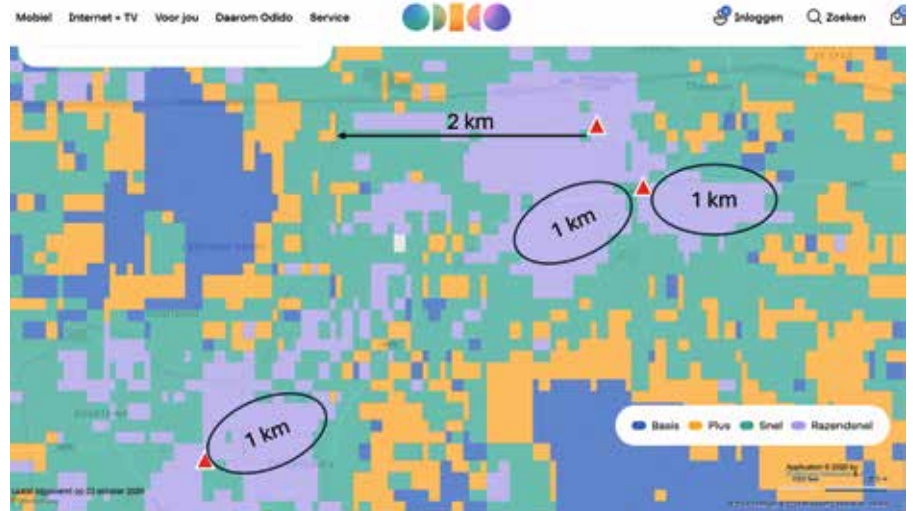 Mobiel Internet + TV Voor jou Daarom Odido Service
Inloggen Zoeken
2 km
1 km
1 km
1 km
Basis Plus Snel Razendsnel